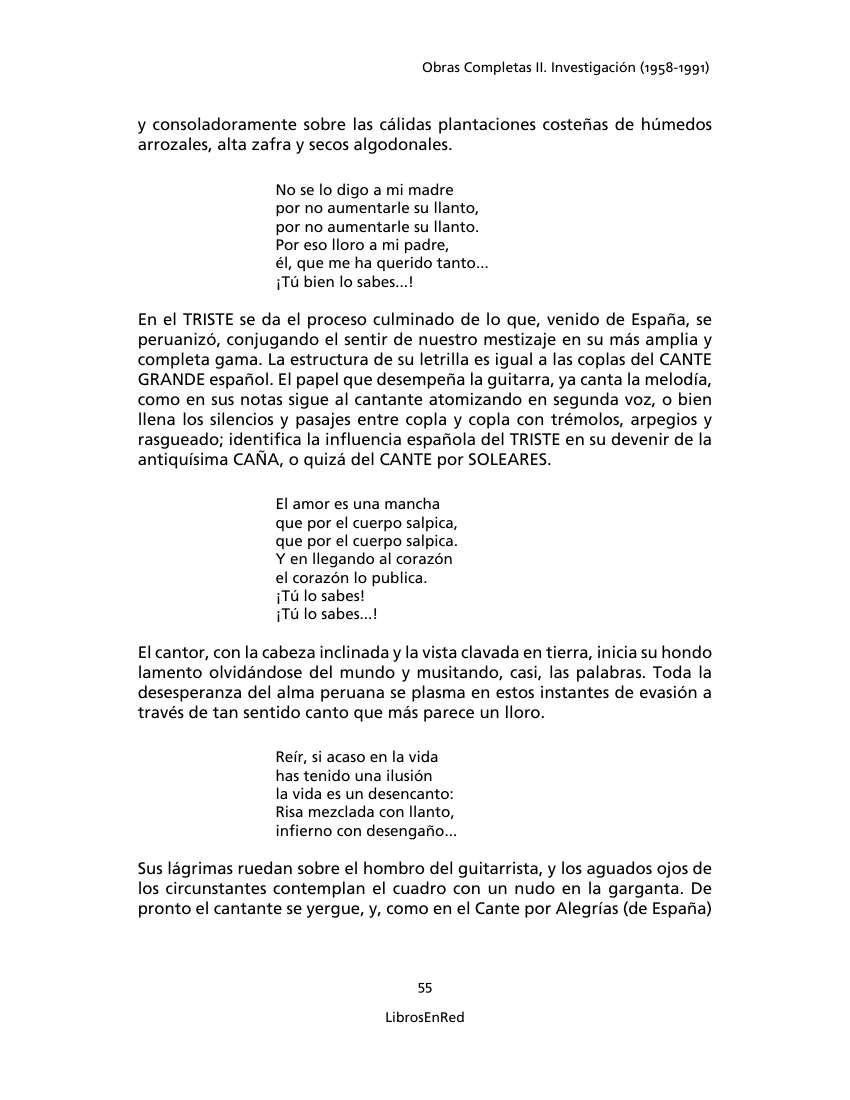 Obras Completas II. Investigación (1958-1991)
y consoladoramente sobre las cálidas plantaciones costeñas de húmedos
arrozales, alta zafra y secos algodonales.
No se lo digo a mi madre
por no aumentarle su llanto,
por no aumentarle su llanto.
Por eso lloro a mi padre,
él, que me ha querido tanto...
¡Tú bien lo sabes...!
En el TRISTE se da el proceso culminado de lo que, venido de España, se
peruanizó, conjugando el sentir de nuestro mestizaje en su más amplia y
completa gama. La estructura de su letrilla es igual a las coplas del CANTE
GRANDE español. El papel que desempeña la guitarra, ya canta la melodía,
como en sus notas sigue al cantante atomizando en segunda voz, o bien
llena los silencios y pasajes entre copla y copla con trémolos, arpegios y
rasgueado; identifica la influencia española del TRISTE en su devenir de la
antiquísima CAÑA, o quizá del CANTE por SOLEARES.
El amor es una mancha
que por el cuerpo salpica,
que por el cuerpo salpica.
Y en llegando al corazón
el corazón lo publica.
¡Tú lo sabes!
¡Tú lo sabes...!
El cantor, con la cabeza inclinada y la vista clavada en tierra, inicia su hondo
lamento olvidándose del mundo y musitando, casi, las palabras. Toda la
desesperanza del alma peruana se plasma en estos instantes de evasión a
través de tan sentido canto que más parece un lloro.
Reír, si acaso en la vida
has tenido una ilusión
la vida es un desencanto:
Risa mezclada con llanto,
infierno con desengaño...
Sus lágrimas ruedan sobre el hombro del guitarrista, y los aguados ojos de
los circunstantes contemplan el cuadro con un nudo en la garganta. De
pronto el cantante se yergue, y, como en el Cante por Alegrías (de España)
55
LibrosEnRed